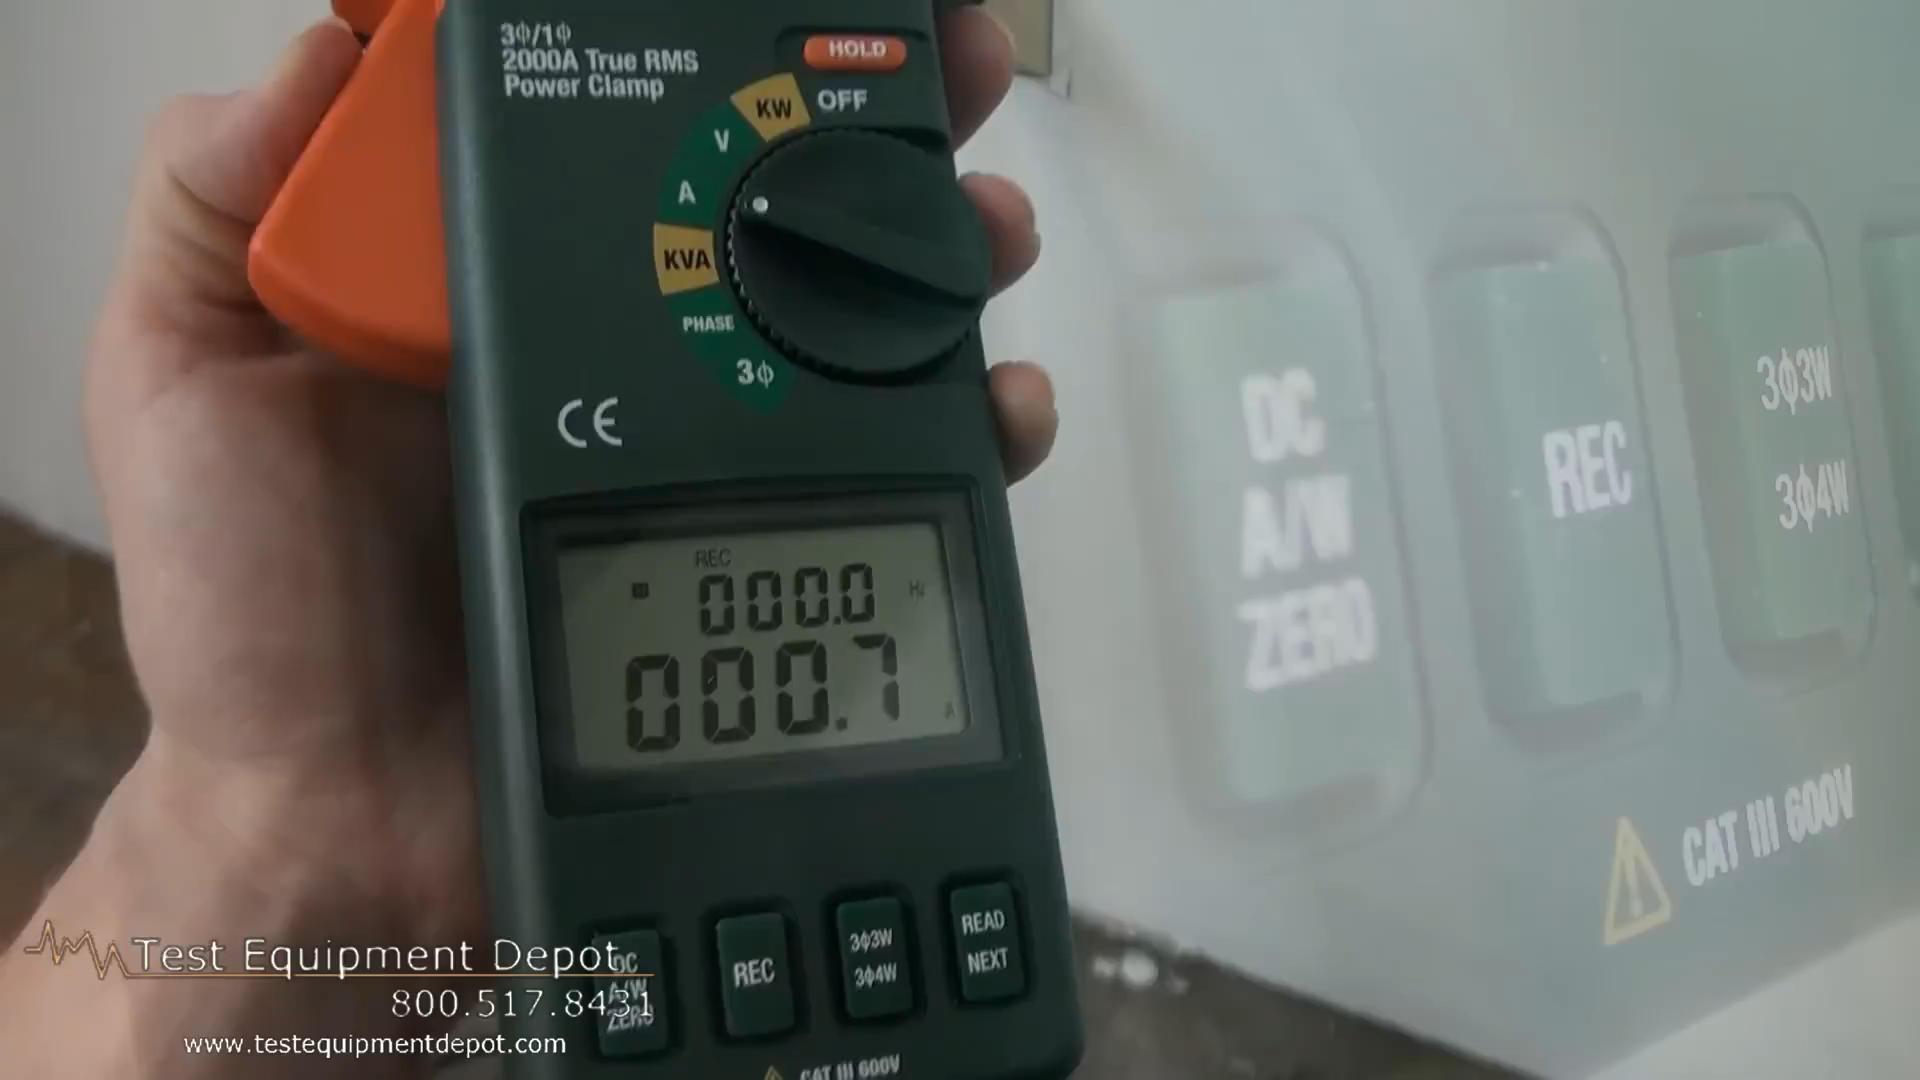 3ϕ/1ϕ
2000A True RMS
Power Clamp
HOLD
OFF
KW
V
A
KVA
PHASE
3ϕ
CE
REC
000.0 Hz
000.7 A
DC
A/W
ZERO
REC
3ϕ3W
3ϕ4W
READ
NEXT
CAT III 600V
DC
A/W
ZERO
REC
3ϕ3W
3ϕ4W
CAT III 600V
Test Equipment Depot
800.517.8431
www.testequipmentdepot.com